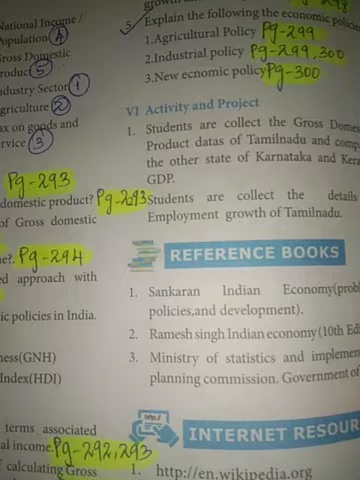 National Income /
Population 4
Gross Domestic
Product 5
Industry Sector 1
Agriculture 2
Tax on goods and
Service 3
Pg-293
domestic product? Pg-293
of Gross domestic
Pg-294
ed approach with
ic policies in India.
ness(GNH)
Index(HDI)
terms associated
al income. Pg-292,293
calculating Gross
5. Explain the following the economic policies
1.Agricultural Policy Pg-299
2.Industrial policy Pg-299,300
3.New ecnomic policy Pg-300
VI Activity and Project
1. Students are collect the Gross Domes
Product datas of Tamilnadu and comp
the other state of Karnataka and Kera
GDP.
Students are collect the details
Employment growth of Tamilnadu.
REFERENCE BOOKS
1. Sankaran Indian Economy(prob
policies,and development).
2. Ramesh singh Indian economy (10th Edi
3. Ministry of statistics and implemen
planning commission. Government of
INTERNET RESOUR
1. http://en.wikipedia.org